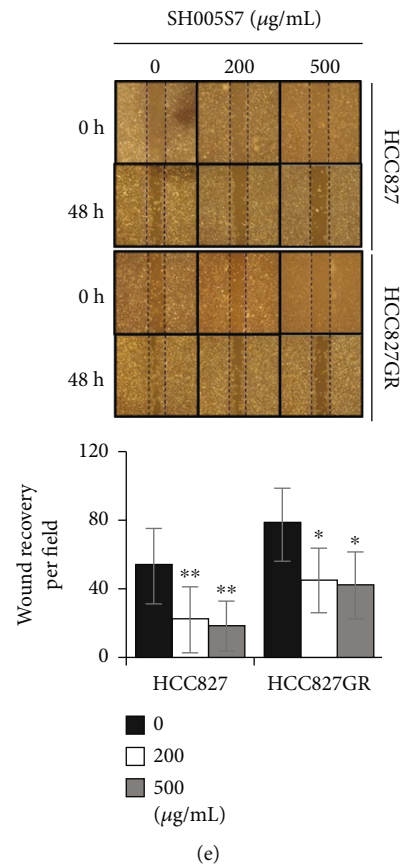 SH005S7 (μg/mL)
0 200 500
0 h
HCC827
48 h
0 h
HCC827GR
48 h
120
80
40
0
Wound recovery
per field
** **
* *
HCC827 HCC827GR
0
200
500
(μg/mL)
(e)